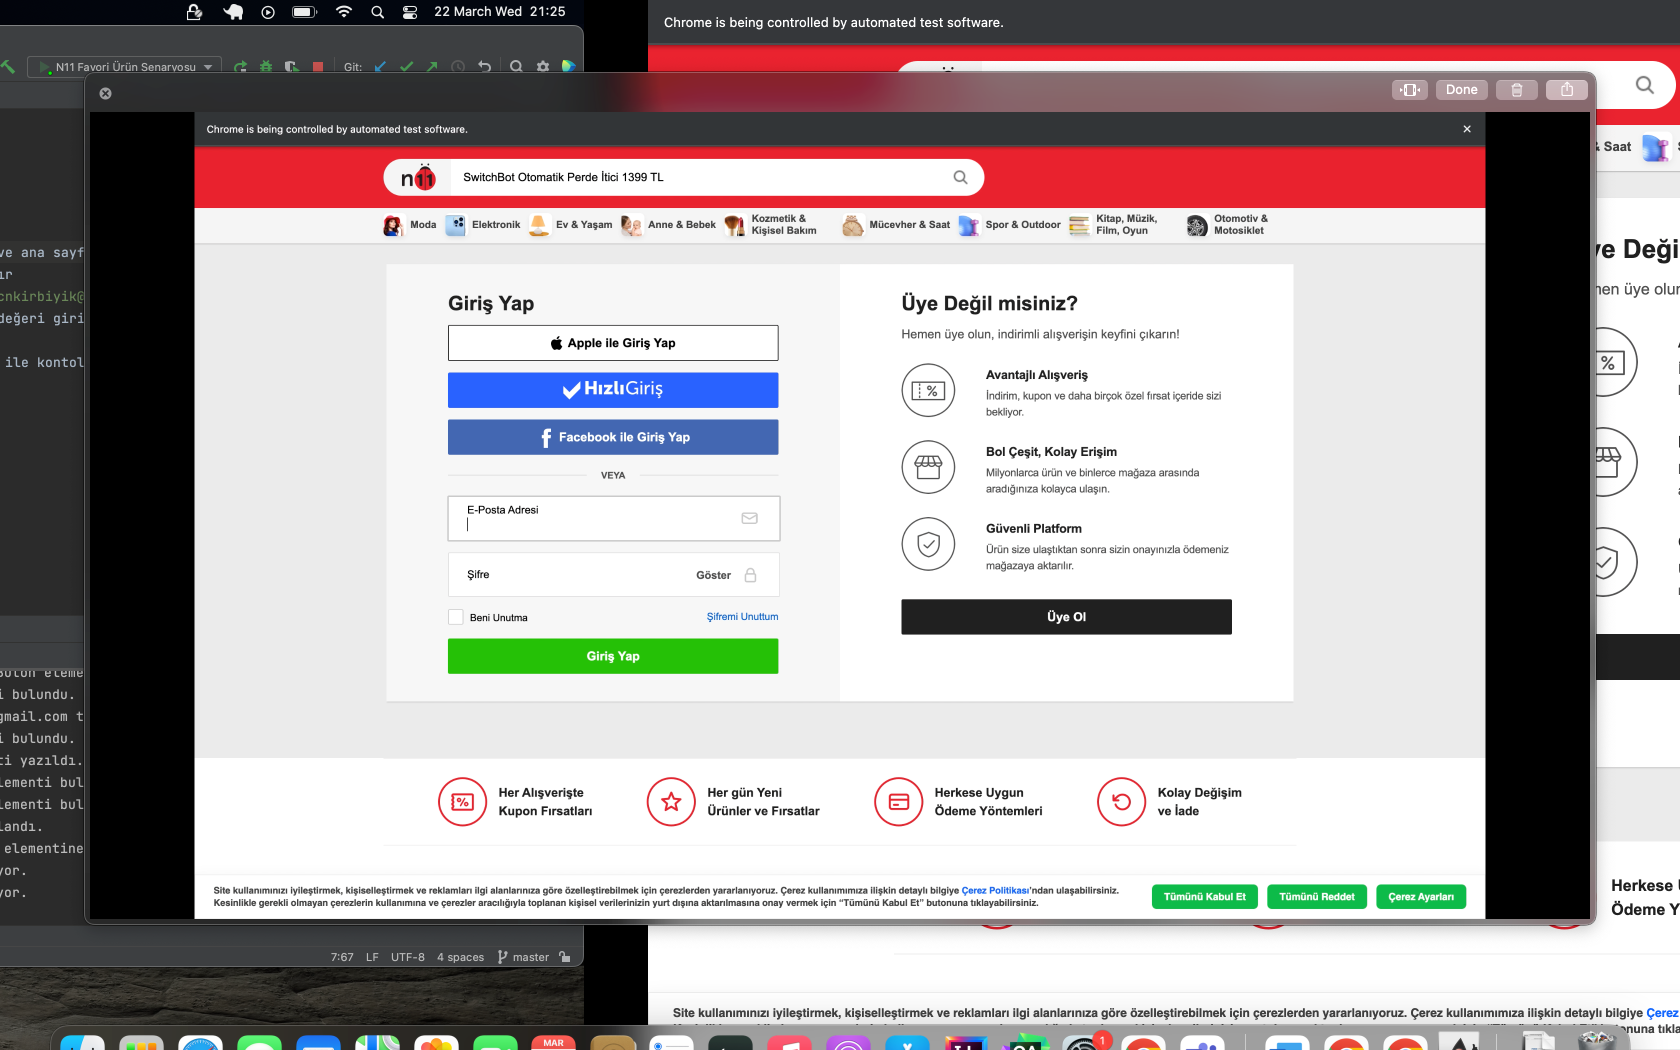 22 March Wed 21:25
Chrome is being controlled by automated test software.
N11 Favori Ürün Senaryosu
Git:
Done
Chrome is being controlled by automated test software.
n11
SwitchBot Otomatik Perde İtici 1399 TL
Moda
Elektronik
Ev & Yaşam
Anne & Bebek
Kozmetik &
Kişisel Bakım
Mücevher & Saat
Spor & Outdoor
Kitap, Müzik,
Film, Oyun
Otomotiv &
Motosiklet
& Saat
ve ana sayf
ır
cnkirbiyik@
değeri giri
ile kontol
Giriş Yap
Apple ile Giriş Yap
HızlıGiriş
Facebook ile Giriş Yap
VEYA
E-Posta Adresi
Şifre
Göster
Beni Unutma
Şifremi Unuttum
Giriş Yap
Üye Değil misiniz?
Hemen üye olun, indirimli alışverişin keyfini çıkarın!
Avantajlı Alışveriş
İndirim, kupon ve daha birçok özel fırsat içeride sizi
bekliyor.
Bol Çeşit, Kolay Erişim
Milyonlarca ürün ve binlerce mağaza arasında
aradığınıza kolayca ulaşın.
Güvenli Platform
Ürün size ulaştıktan sonra sizin onayınızla ödemeniz
mağazaya aktarılır.
Üye Ol
ye Deği
men üye olun
i bulundu.
gmail.com t
i bulundu.
ti yazıldı.
lementi bul
lementi bul
landı.
elementine
yor.
yor.
Her Alışverişte
Kupon Fırsatları
Her gün Yeni
Ürünler ve Fırsatlar
Herkese Uygun
Ödeme Yöntemleri
Kolay Değişim
ve İade
Site kullanımınızı iyileştirmek, kişiselleştirmek ve reklamları ilgi alanlarınıza göre özelleştirebilmek için çerezlerden yararlanıyoruz. Çerez kullanımımıza ilişkin detaylı bilgiye Çerez Politikası'ndan ulaşabilirsiniz.
Kesinlikle gerekli olmayan çerezlerin kullanımına ve çerezler aracılığıyla toplanan kişisel verilerinizin yurt dışına aktarılmasına onay vermek için "Tümünü Kabul Et" butonuna tıklayabilirsiniz.
Tümünü Kabul Et
Tümünü Reddet
Çerez Ayarları
Herkese U
Ödeme Y
7:67 LF UTF-8 4 spaces master
Site kullanımınızı iyileştirmek, kişiselleştirmek ve reklamları ilgi alanlarınıza göre özelleştirebilmek için çerezlerden yararlanıyoruz. Çerez kullanımımıza ilişkin detaylı bilgiye Çerez
MAR
1